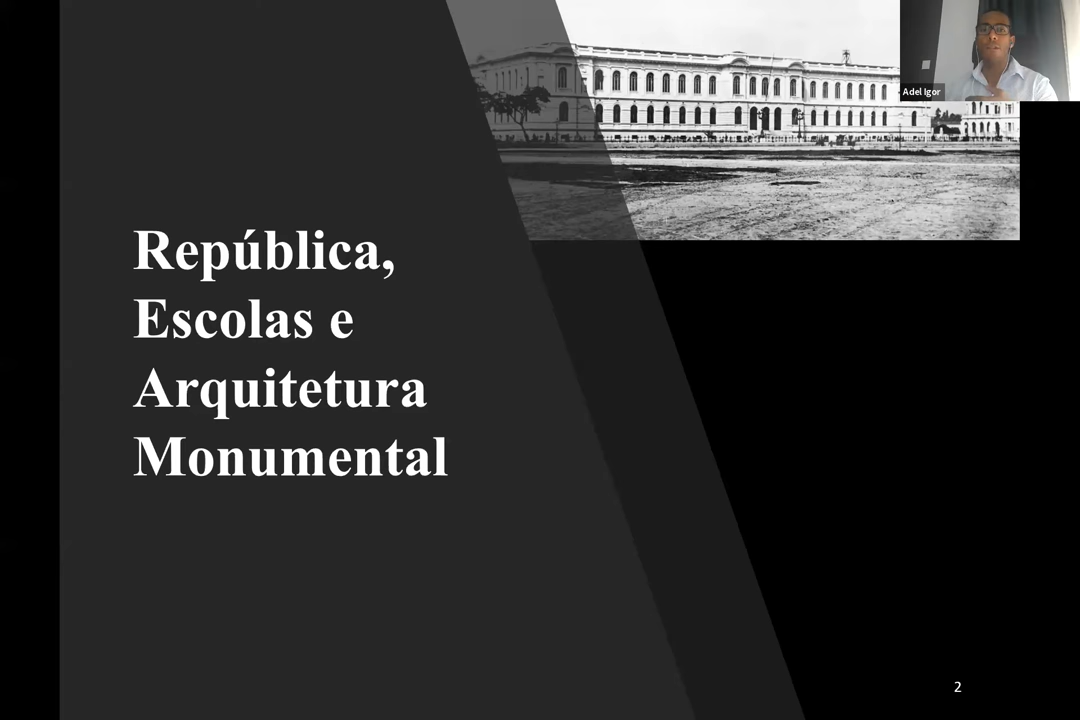 Adel Igor
República,
Escolas e
Arquitetura
Monumental
2